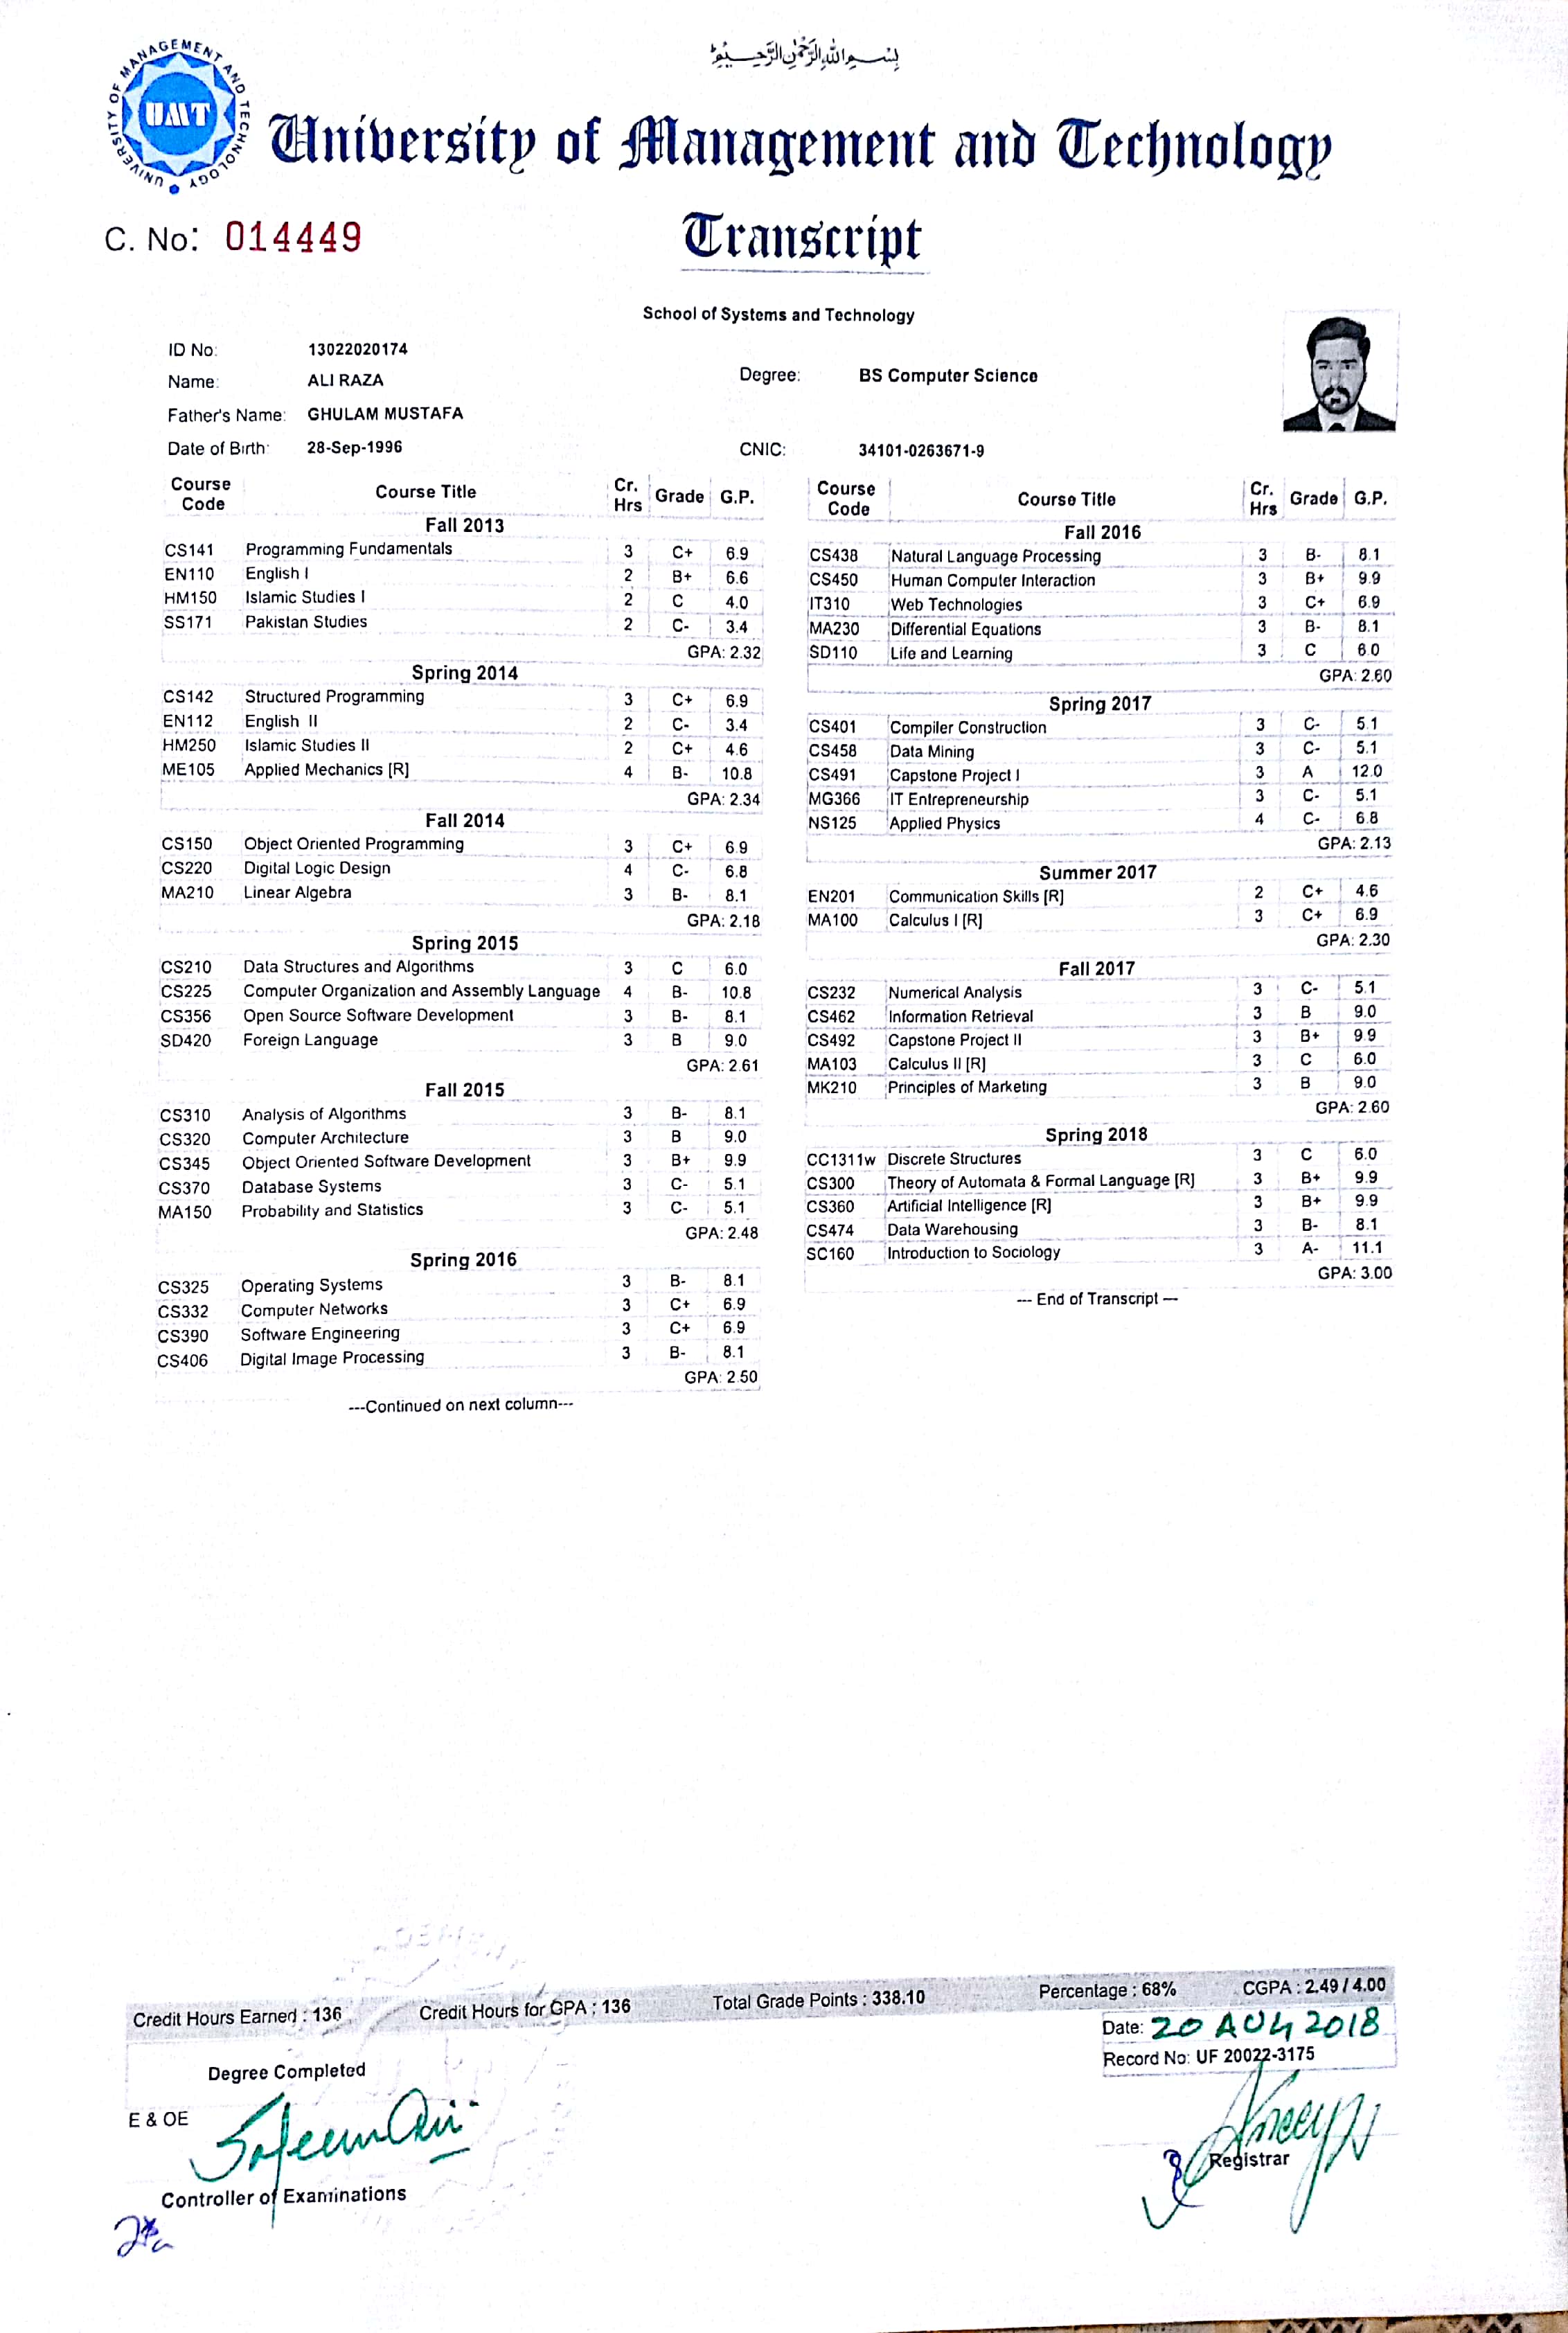 بسم الله الرحمن الرحيم
UNIVERSITY OF MANAGEMENT AND TECHNOLOGY
UMT
University of Management and Technology
C. No: 014449
Transcript
School of Systems and Technology
ID No: 13022020174
Name: ALI RAZA
Degree: BS Computer Science
Father's Name: GHULAM MUSTAFA
Date of Birth: 28-Sep-1996
CNIC: 34101-0263671-9
Course Code Course Title Cr. Hrs Grade G.P.
Fall 2013
CS141 Programming Fundamentals 3 C+ 6.9
EN110 English I 2 B+ 6.6
HM150 Islamic Studies I 2 C 4.0
SS171 Pakistan Studies 2 C- 3.4
GPA: 2.32
Spring 2014
CS142 Structured Programming 3 C+ 6.9
EN112 English II 2 C- 3.4
HM250 Islamic Studies II 2 C+ 4.6
ME105 Applied Mechanics [R] 4 B- 10.8
GPA: 2.34
Fall 2014
CS150 Object Oriented Programming 3 C+ 6.9
CS220 Digital Logic Design 4 C- 6.8
MA210 Linear Algebra 3 B- 8.1
GPA: 2.18
Spring 2015
CS210 Data Structures and Algorithms 3 C 6.0
CS225 Computer Organization and Assembly Language 4 B- 10.8
CS356 Open Source Software Development 3 B- 8.1
SD420 Foreign Language 3 B 9.0
GPA: 2.61
Fall 2015
CS310 Analysis of Algorithms 3 B- 8.1
CS320 Computer Architecture 3 B 9.0
CS345 Object Oriented Software Development 3 B+ 9.9
CS370 Database Systems 3 C- 5.1
MA150 Probability and Statistics 3 C- 5.1
GPA: 2.48
Spring 2016
CS325 Operating Systems 3 B- 8.1
CS332 Computer Networks 3 C+ 6.9
CS390 Software Engineering 3 C+ 6.9
CS406 Digital Image Processing 3 B- 8.1
GPA: 2.50
---Continued on next column---
Course Code Course Title Cr. Hrs Grade G.P.
Fall 2016
CS438 Natural Language Processing 3 B- 8.1
CS450 Human Computer Interaction 3 B+ 9.9
IT310 Web Technologies 3 C+ 6.9
MA230 Differential Equations 3 B- 8.1
SD110 Life and Learning 3 C 6.0
GPA: 2.60
Spring 2017
CS401 Compiler Construction 3 C- 5.1
CS458 Data Mining 3 C- 5.1
CS491 Capstone Project I 3 A 12.0
MG366 IT Entrepreneurship 3 C- 5.1
NS125 Applied Physics 4 C- 6.8
GPA: 2.13
Summer 2017
EN201 Communication Skills [R] 2 C+ 4.6
MA100 Calculus I [R] 3 C+ 6.9
GPA: 2.30
Fall 2017
CS232 Numerical Analysis 3 C- 5.1
CS462 Information Retrieval 3 B 9.0
CS492 Capstone Project II 3 B+ 9.9
MA103 Calculus II [R] 3 C 6.0
MK210 Principles of Marketing 3 B 9.0
GPA: 2.60
Spring 2018
CC1311w Discrete Structures 3 C 6.0
CS300 Theory of Automata & Formal Language [R] 3 B+ 9.9
CS360 Artificial Intelligence [R] 3 B+ 9.9
CS474 Data Warehousing 3 B- 8.1
SC160 Introduction to Sociology 3 A- 11.1
GPA: 3.00
--- End of Transcript ---
Credit Hours Earned : 136 Credit Hours for GPA : 136 Total Grade Points : 338.10 Percentage : 68% CGPA : 2.49 / 4.00
Date: 20 AUG 2018
Record No: UF 20022-3175
Degree Completed
E & OE
Registrar
Controller of Examinations